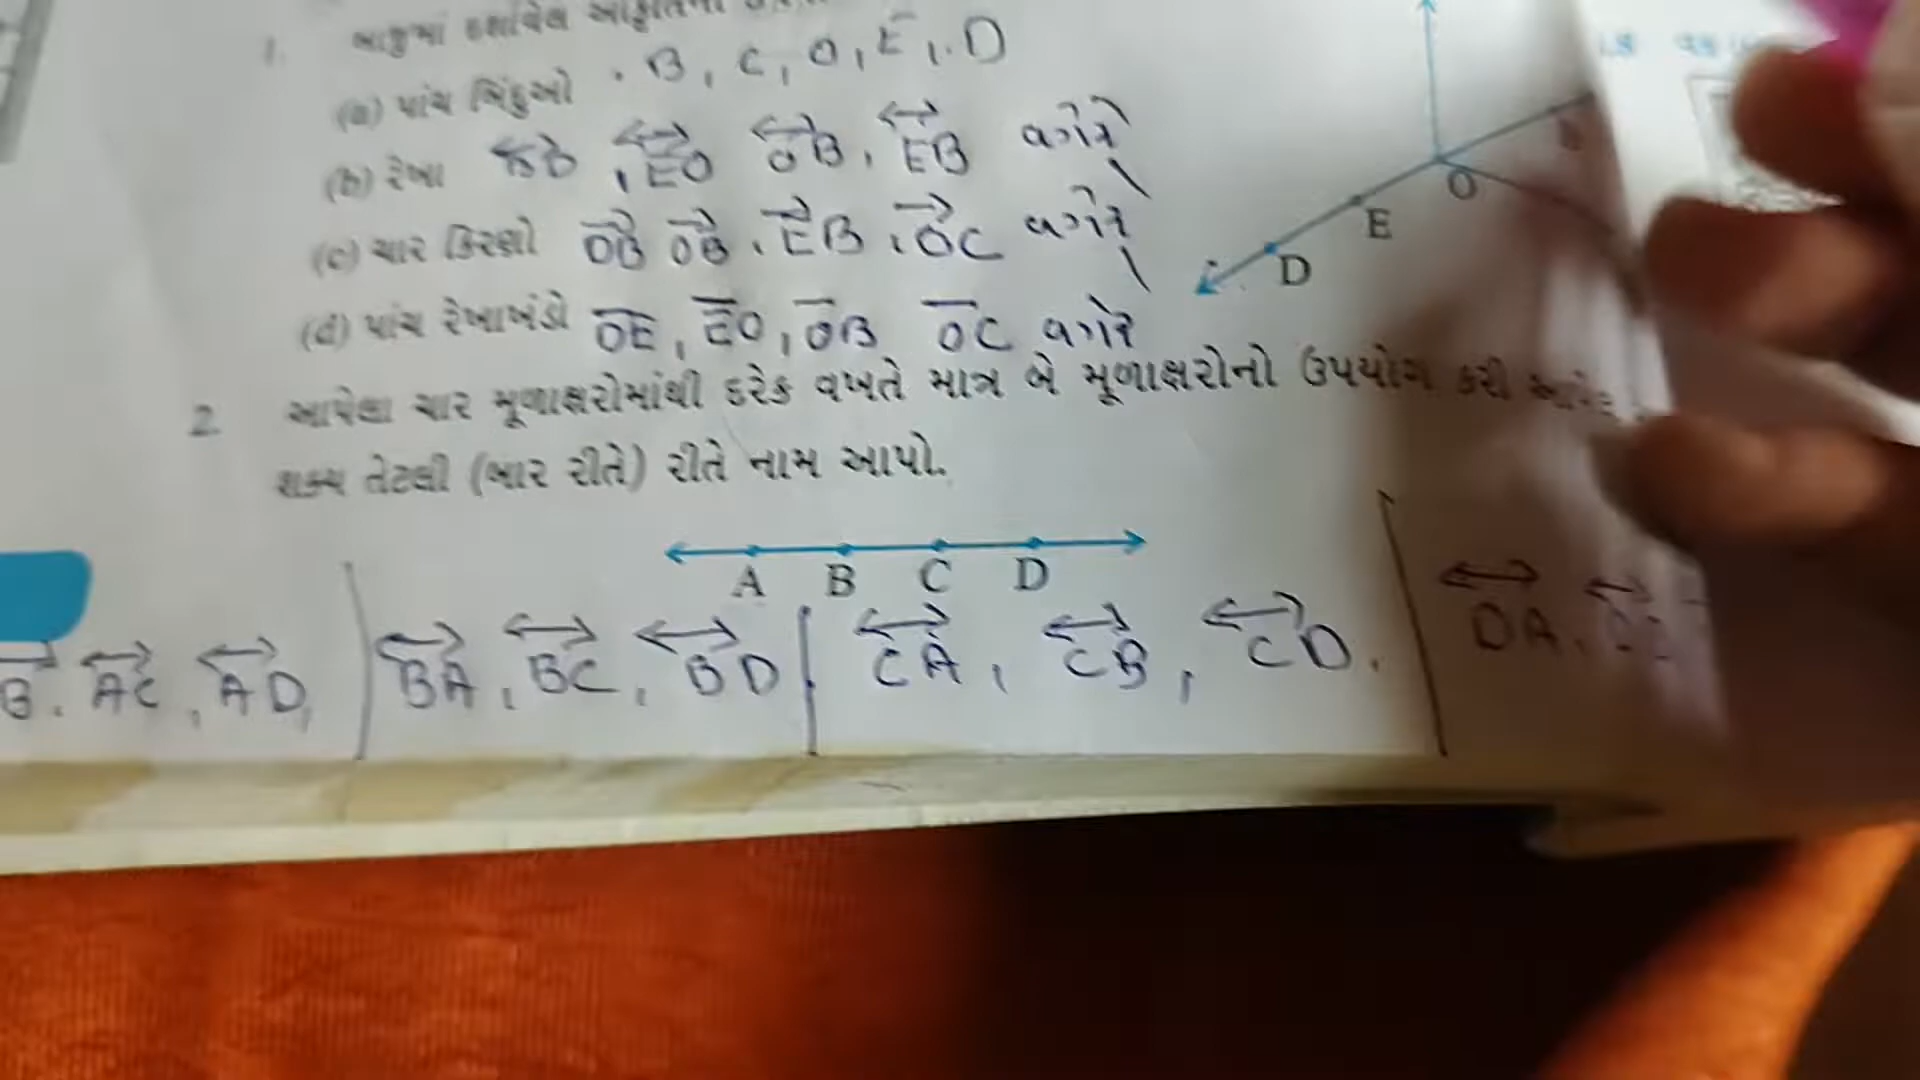 1. બાજુમાં દર્શાવેલ આકૃતિના
(a) પાંચ બિંદુઓ . B, C, O, E, D
(b) રેખા , EO OB, EB વગેરે
(c) ચાર કિરણો OB OB, EB, OC વગેરે
(d) પાંચ રેખાખંડો OE, EO, OB OC વગેરે
O
E
D
2. આપેલા ચાર મૂળાક્ષરોમાંથી દરેક વખતે માત્ર બે મૂળાક્ષરોનો ઉપયોગ કરી
શક્ય તેટલી (બાર રીતે) રીતે નામ આપો.
A B C D
B. AC, AD, | BA, BC, BD | CA, CB, CD. | DA,